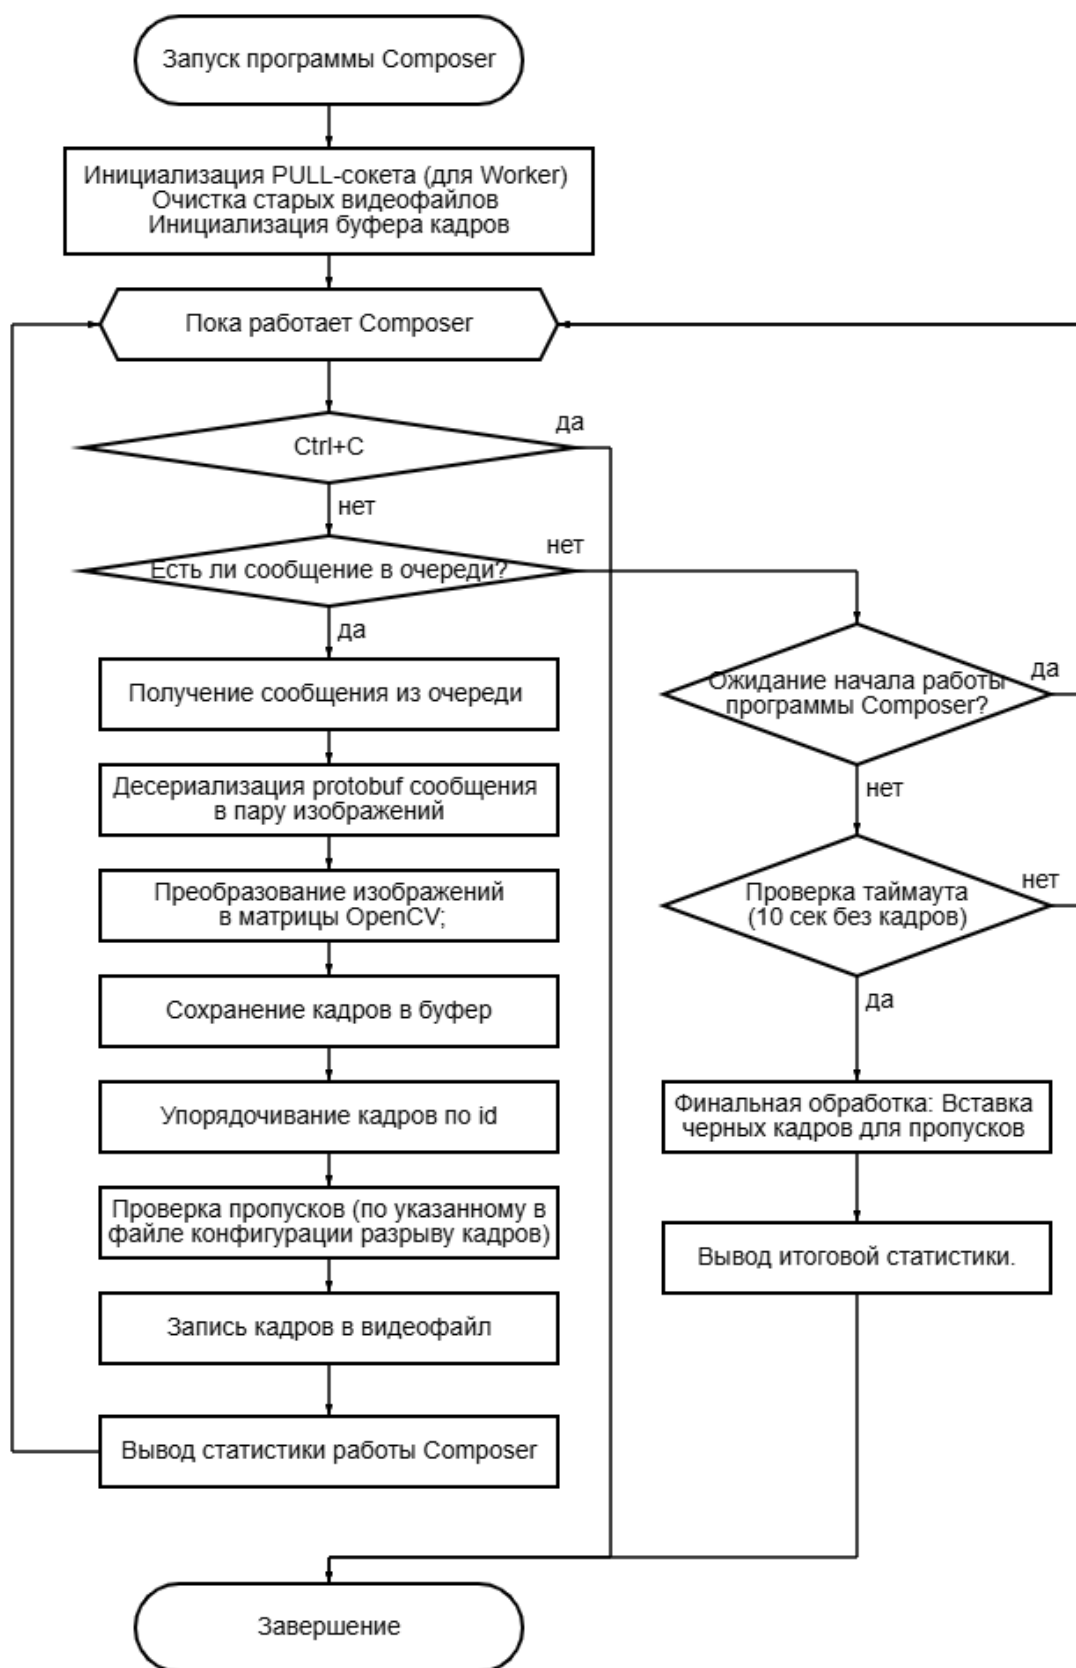 Запуск программы Composer
Инициализация PULL-сокета (для Worker)
Очистка старых видеофайлов
Инициализация буфера кадров
Пока работает Composer
да
Ctrl+C
нет
нет
Есть ли сообщение в очереди?
да
Получение сообщения из очереди
Десериализация protobuf сообщения
в пару изображений
Преобразование изображений
в матрицы OpenCV;
Сохранение кадров в буфер
Упорядочивание кадров по id
Проверка пропусков (по указанному в
файле конфигурации разрыву кадров)
Запись кадров в видеофайл
Вывод статистики работы Composer
Ожидание начала работы
программы Composer?
да
нет
Проверка таймаута
(10 сек без кадров)
нет
да
Финальная обработка: Вставка
черных кадров для пропусков
Вывод итоговой статистики.
Завершение